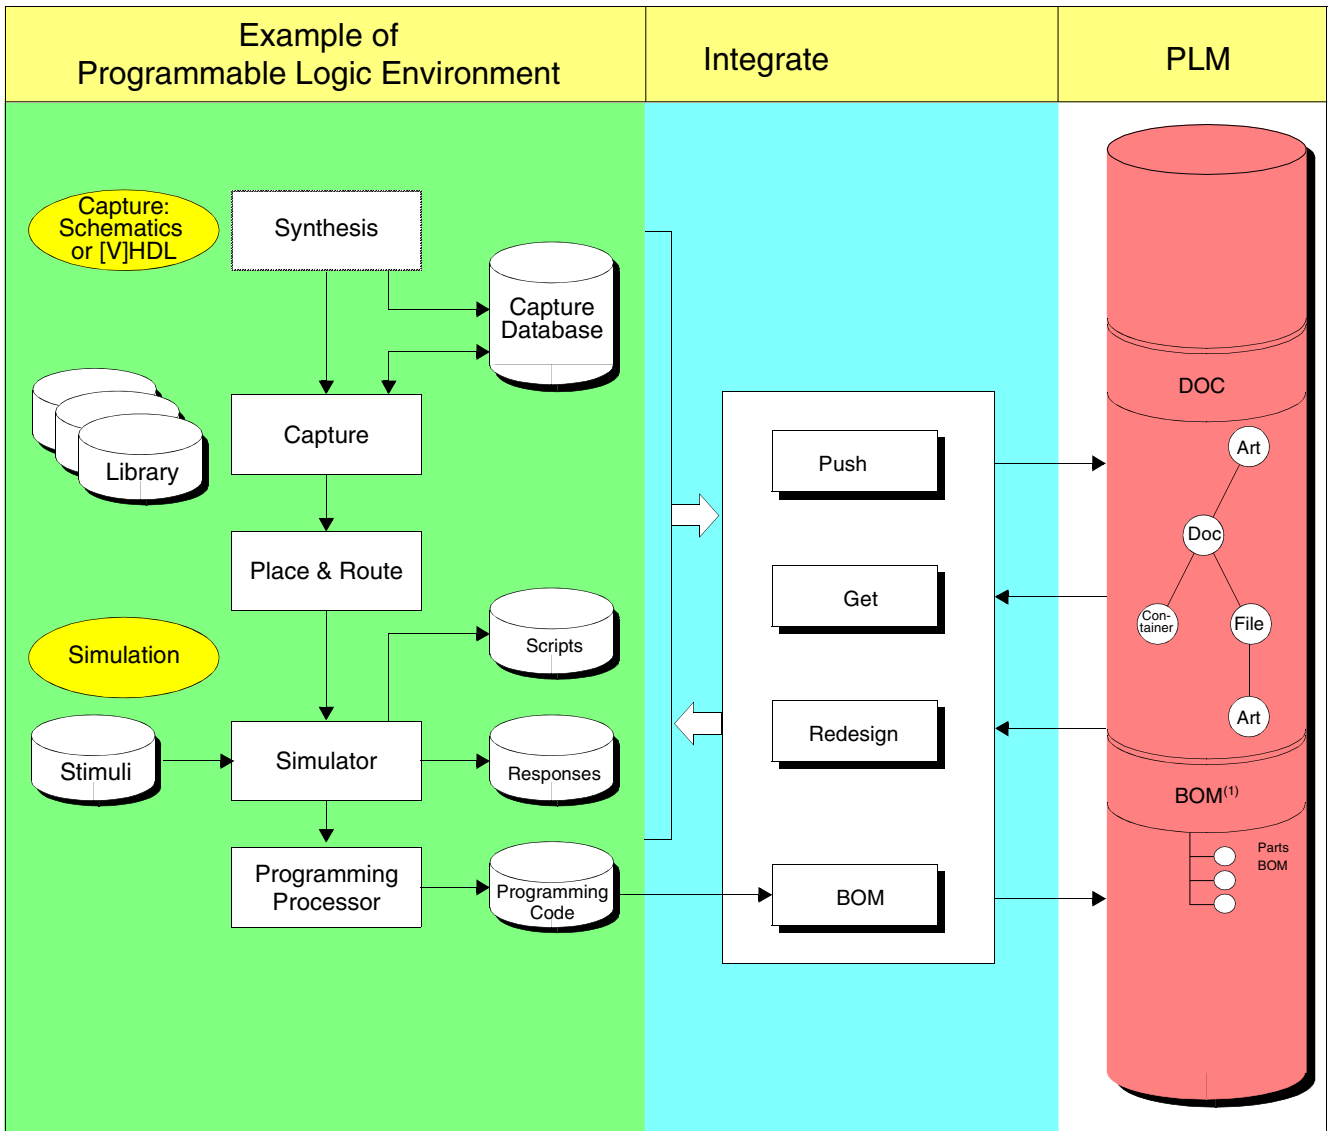 Example of
Programmable Logic Environment
Integrate
PLM
Capture:
Schematics
or [V]HDL
Synthesis
Capture
Database
Library
Capture
Place & Route
Simulation
Scripts
Stimuli
Simulator
Responses
Programming
Processor
Programming
Code
Push
Get
Redesign
BOM
DOC
Art
Doc
Con-
tainer
File
Art
BOM(1)
Parts
BOM